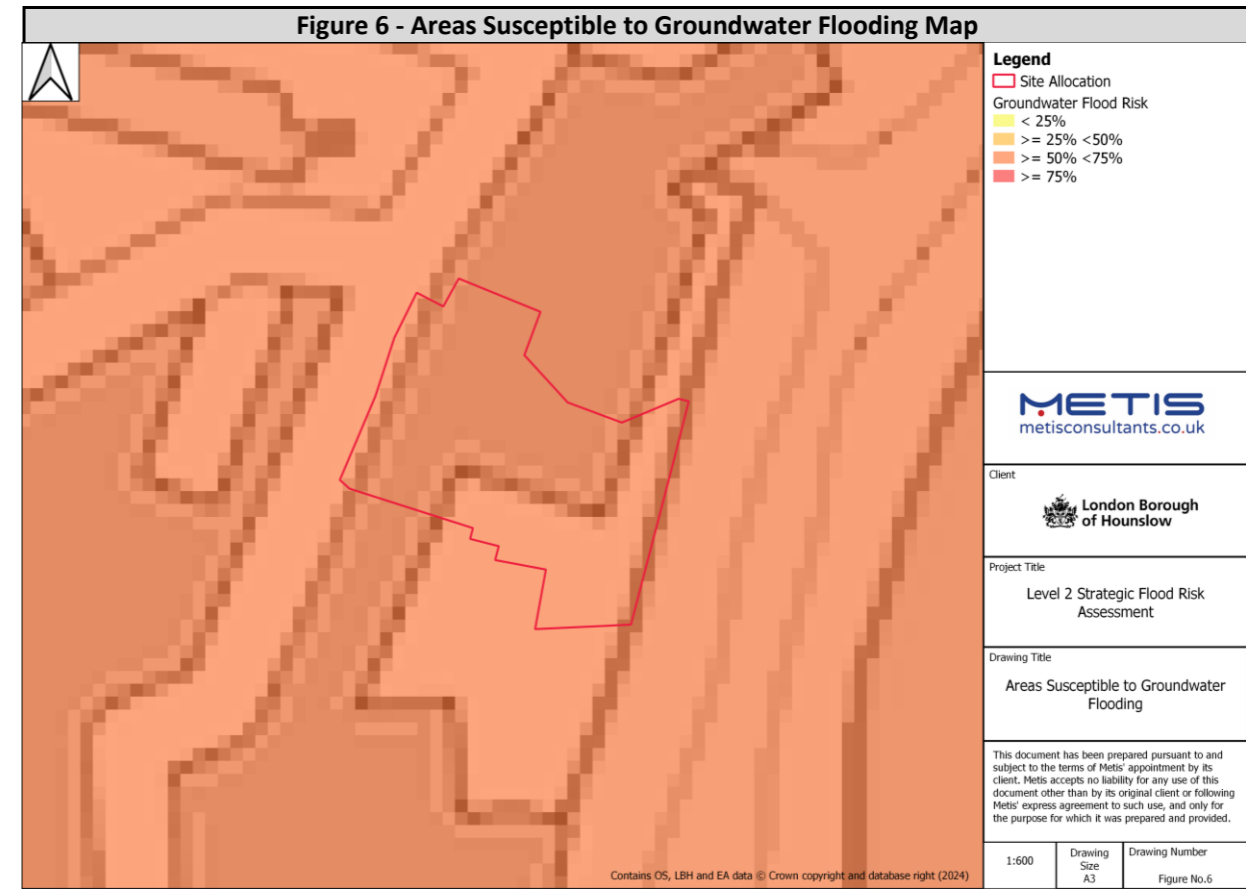 Figure 6 - Areas Susceptible to Groundwater Flooding Map
Legend
Site Allocation
Groundwater Flood Risk
< 25%
>= 25% <50%
>= 50% <75%
>= 75%
METIS
metisconsultants.co.uk
Client
London Borough
of Hounslow
Project Title
Level 2 Strategic Flood Risk
Assessment
Drawing Title
Areas Susceptible to Groundwater
Flooding
This document has been prepared pursuant to and
subject to the terms of Metis' appointment by its
client. Metis accepts no liability for any use of this
document other than by its original client or following
Metis' express agreement to such use, and only for
the purpose for which it was prepared and provided.
1:600
Drawing
Size
A3
Drawing Number
Figure No.6
Contains OS, LBH and EA data © Crown copyright and database right (2024)